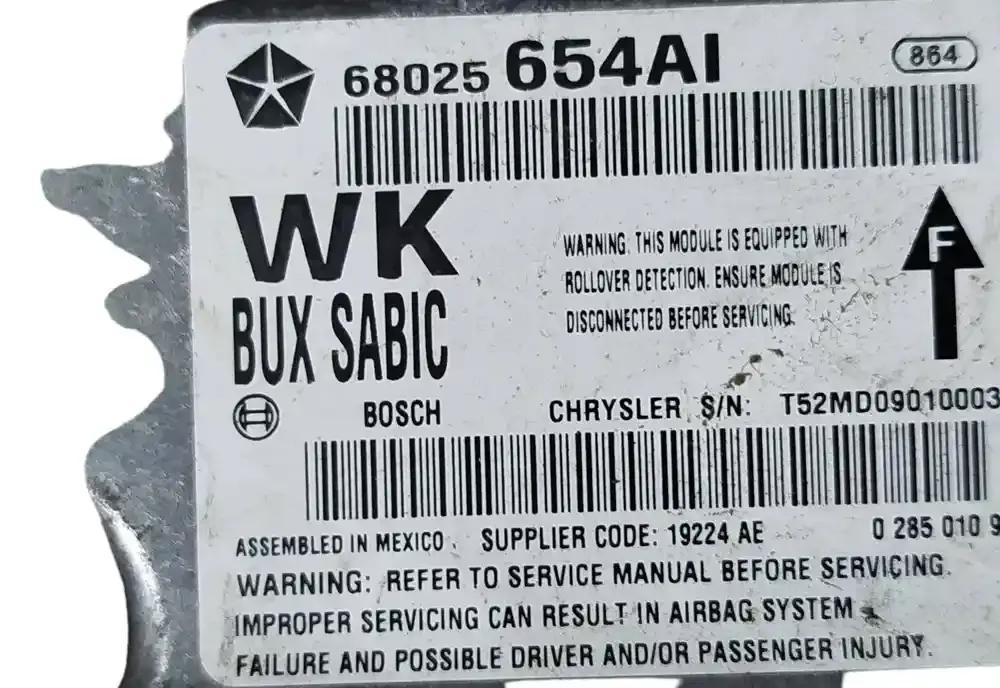 68025 654AI 864
WK
BUX SABIC
WARNING: THIS MODULE IS EQUIPPED WITH
ROLLOVER DETECTION. ENSURE MODULE IS
DISCONNECTED BEFORE SERVICING.
F
BOSCH CHRYSLER S/N: T52MD09010003
ASSEMBLED IN MEXICO. SUPPLIER CODE: 19224 AE 0 285 010 9
WARNING: REFER TO SERVICE MANUAL BEFORE SERVICING.
IMPROPER SERVICING CAN RESULT IN AIRBAG SYSTEM
FAILURE AND POSSIBLE DRIVER AND/OR PASSENGER INJURY.